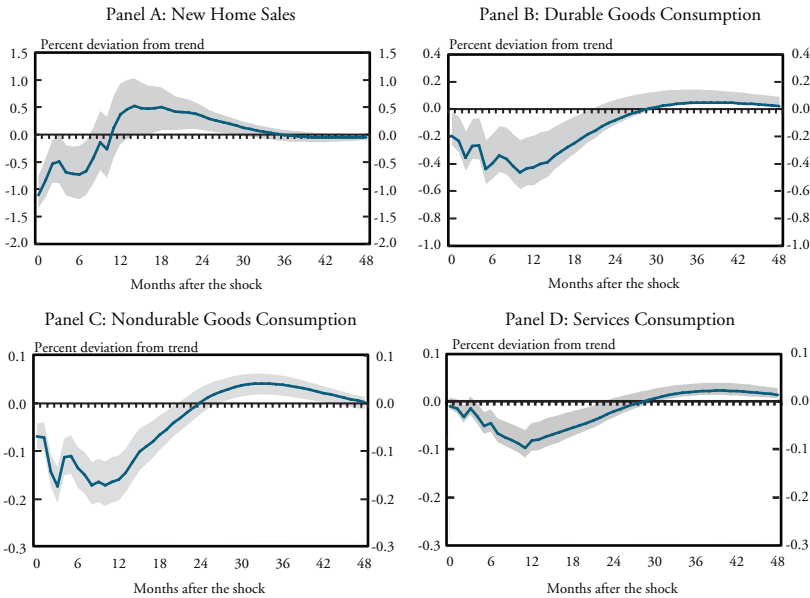 Panel A: New Home Sales
Percent deviation from trend
1.5 1.5
1.0 1.0
0.5 0.5
0.0 0.0
-0.5 -0.5
-1.0 -1.0
-1.5 -1.5
-2.0 -2.0
0 6 12 18 24 30 36 42 48
Months after the shock
Panel B: Durable Goods Consumption
Percent deviation from trend
0.4 0.4
0.2 0.2
0.0 0.0
-0.2 -0.2
-0.4 -0.4
-0.6 -0.6
-0.8 -0.8
-1.0 -1.0
0 6 12 18 24 30 36 42 48
Months after the shock
Panel C: Nondurable Goods Consumption
Percent deviation from trend
0.1 0.1
0.0 0.0
-0.1 -0.1
-0.2 -0.2
-0.3 -0.3
0 6 12 18 24 30 36 42 48
Months after the shock
Panel D: Services Consumption
Percent deviation from trend
0.1 0.1
0.0 0.0
-0.1 -0.1
-0.2 -0.2
-0.3 -0.3
0 6 12 18 24 30 36 42 48
Months after the shock